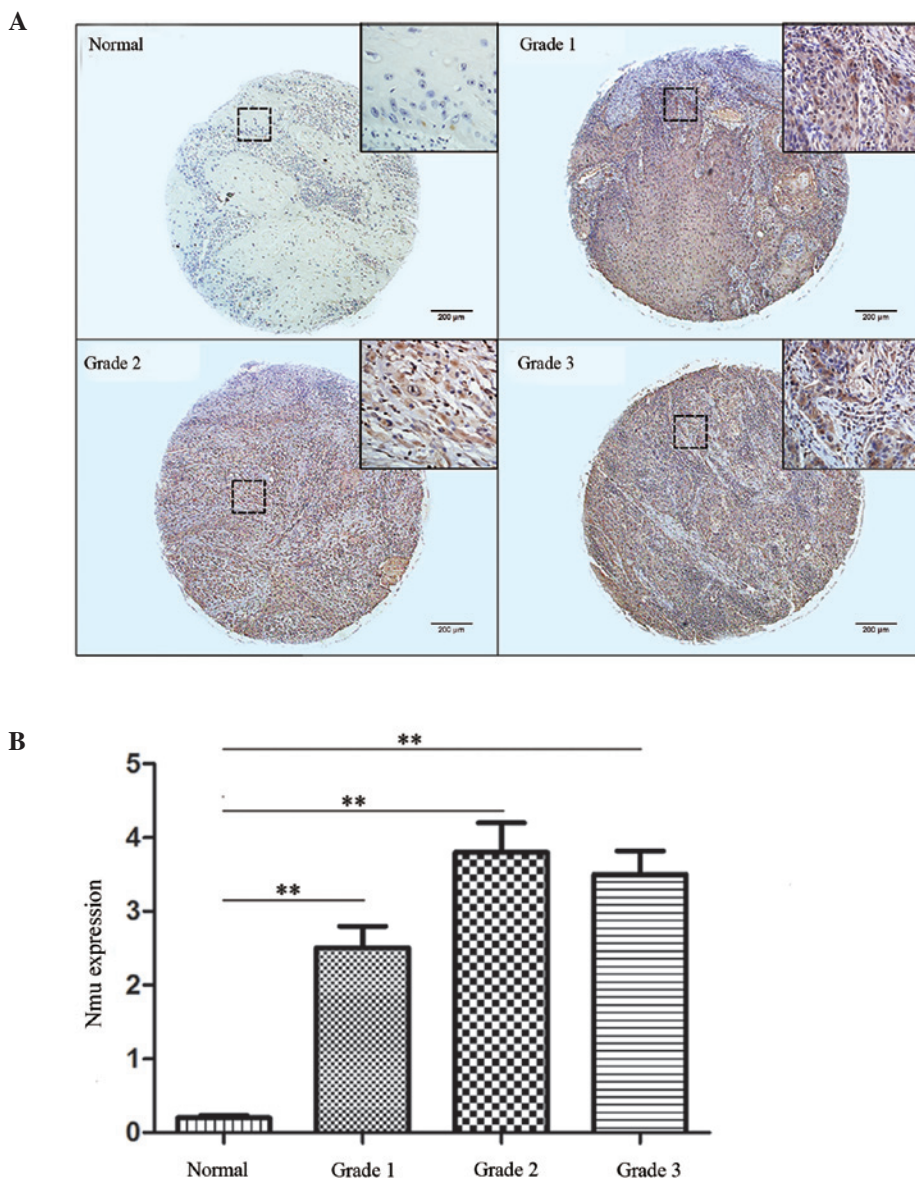 A
Normal
Grade 1
200 µm
200 µm
Grade 2
Grade 3
200 µm
200 µm
B
**
**
**
5
4
3
2
1
0
Nmu expression
Normal
Grade 1
Grade 2
Grade 3